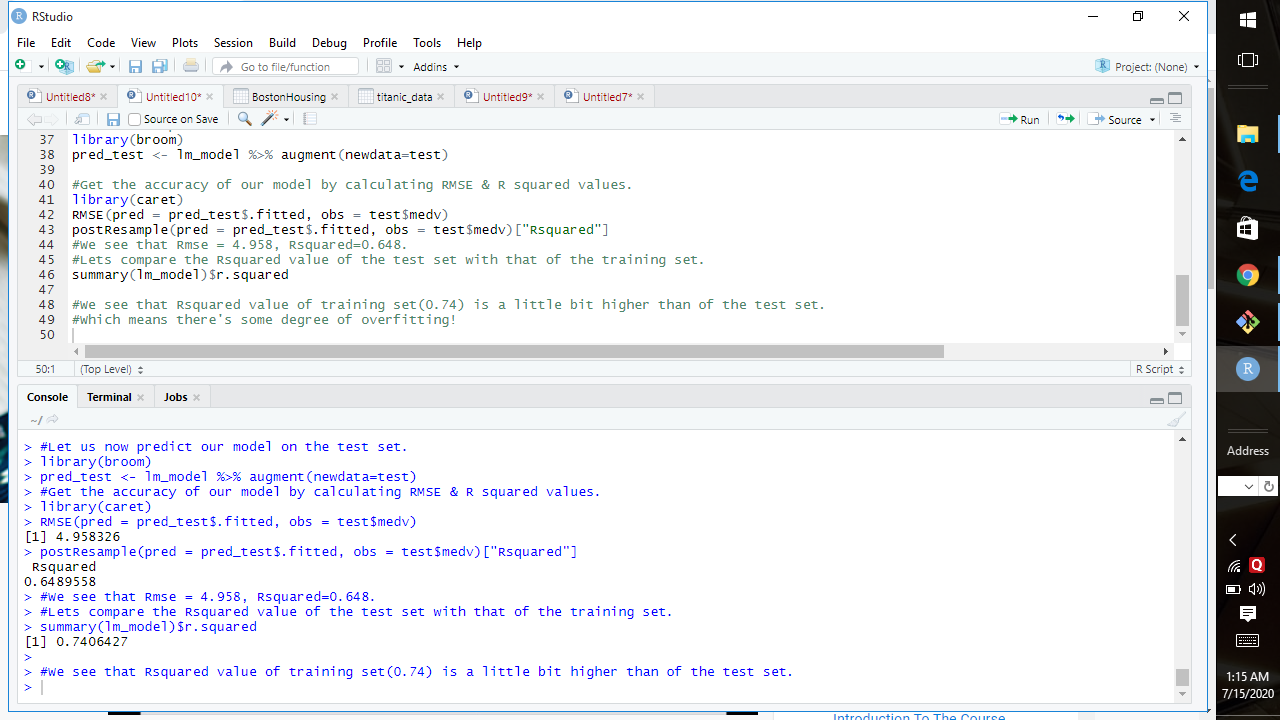 RStudio
File Edit Code View Plots Session Build Debug Profile Tools Help
Go to file/function Addins Project: (None)
Untitled8* Untitled10* BostonHousing titanic_data Untitled9* Untitled7*
Source on Save Run Source
37 library(broom)
38 pred_test <- lm_model %>% augment(newdata=test)
39
40 #Get the accuracy of our model by calculating RMSE & R squared values.
41 library(caret)
42 RMSE(pred = pred_test$.fitted, obs = test$medv)
43 postResample(pred = pred_test$.fitted, obs = test$medv)["Rsquared"]
44 #We see that Rmse = 4.958, Rsquared=0.648.
45 #Lets compare the Rsquared value of the test set with that of the training set.
46 summary(lm_model)$r.squared
47
48 #We see that Rsquared value of training set(0.74) is a little bit higher than of the test set.
49 #Which means there's some degree of overfitting!
50
50:1 (Top Level) R Script
Console Terminal Jobs
~/
> #Let us now predict our model on the test set.
> library(broom)
> pred_test <- lm_model %>% augment(newdata=test)
> #Get the accuracy of our model by calculating RMSE & R squared values.
> library(caret)
> RMSE(pred = pred_test$.fitted, obs = test$medv)
[1] 4.958326
> postResample(pred = pred_test$.fitted, obs = test$medv)["Rsquared"]
Rsquared
0.6489558
> #We see that Rmse = 4.958, Rsquared=0.648.
> #Lets compare the Rsquared value of the test set with that of the training set.
> summary(lm_model)$r.squared
[1] 0.7406427
>
> #We see that Rsquared value of training set(0.74) is a little bit higher than of the test set.
>
Address
1:15 AM
7/15/2020
Introduction To The Course